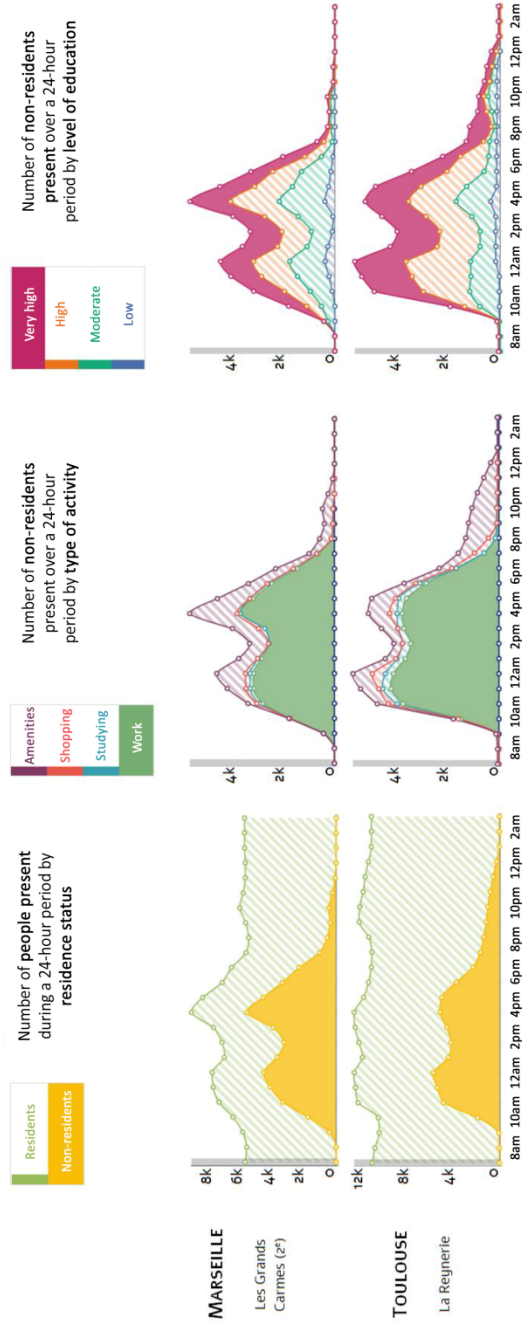 Residents
Non-residents
Number of people present
during a 24-hour period by
residence status
Amenities
Shopping
Studying
Work
Number of non-residents
present over a 24-hour
period by type of activity
Very high
High
Moderate
Low
Number of non-residents
present over a 24-hour
period by level of education
MARSEILLE
Les Grands
Carmes (2e)
8k
6k
4k
2k
0
4k
2k
0
4k
2k
0
TOULOUSE
La Reynerie
12k
8k
4k
0
4k
2k
0
4k
2k
0
8am 10am 12am 2pm 4pm 6pm 8pm 10pm 12pm 2am
8am 10am 12am 2pm 4pm 6pm 8pm 10pm 12pm 2am
8am 10am 12am 2pm 4pm 6pm 8pm 10pm 12pm 2am